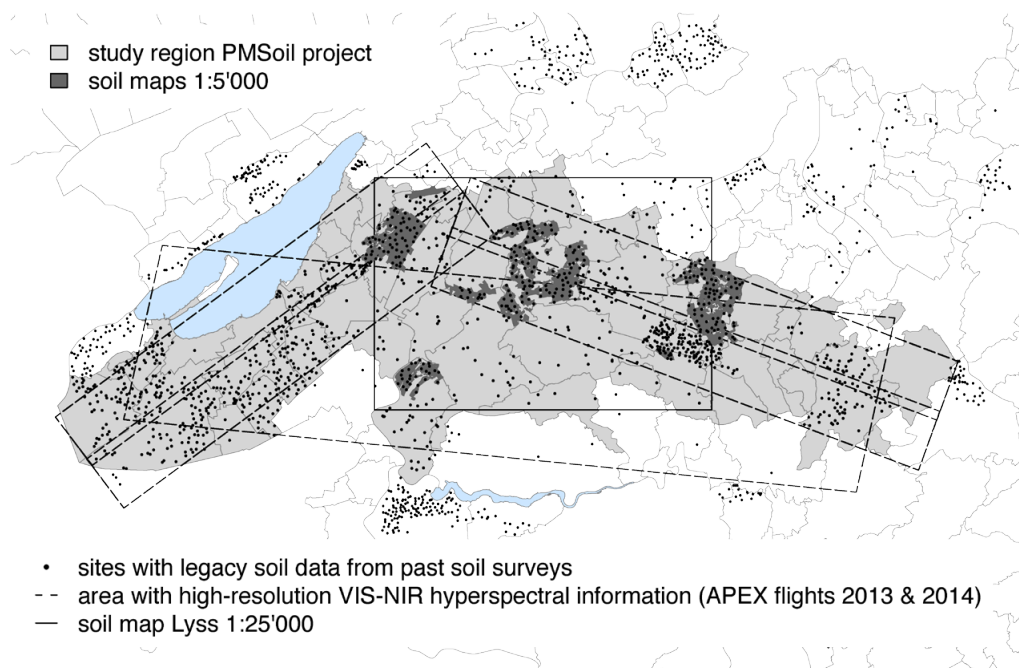 study region PMSoil project
soil maps 1:5'000
sites with legacy soil data from past soil surveys
area with high-resolution VIS-NIR hyperspectral information (APEX flights 2013 & 2014)
soil map Lyss 1:25'000